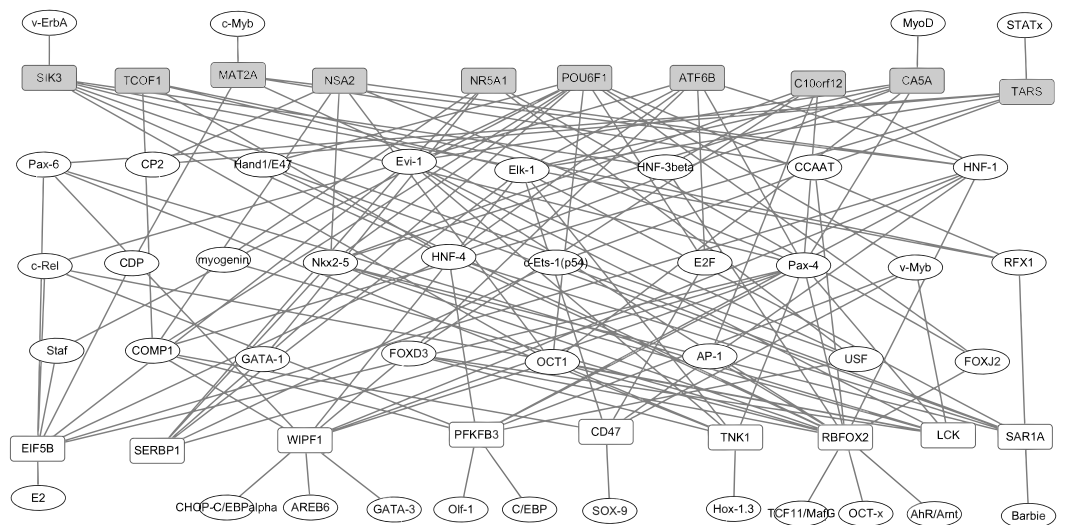 v-ErbA
c-Myb
MyoD
STATx
SIK3
TCOF1
MAT2A
NSA2
NR5A1
POU6F1
ATF6B
C10orf12
CA5A
TARS
Pax-6
CP2
Hand1/E47
Evi-1
Elk-1
HNF-3beta
CCAAT
HNF-1
c-Rel
CDP
myogenin
Nkx2-5
HNF-4
c-Ets-1(p54)
E2F
Pax-4
v-Myb
RFX1
Staf
COMP1
GATA-1
FOXD3
OCT1
AP-1
USF
FOXJ2
EIF5B
SERBP1
WIPF1
PFKFB3
CD47
TNK1
RBFOX2
LCK
SAR1A
E2
CHOP-C/EBPalpha
AREB6
GATA-3
Olf-1
C/EBP
SOX-9
Hox-1.3
TCF11/MafG
OCT-x
AhR/Arnt
Barbie